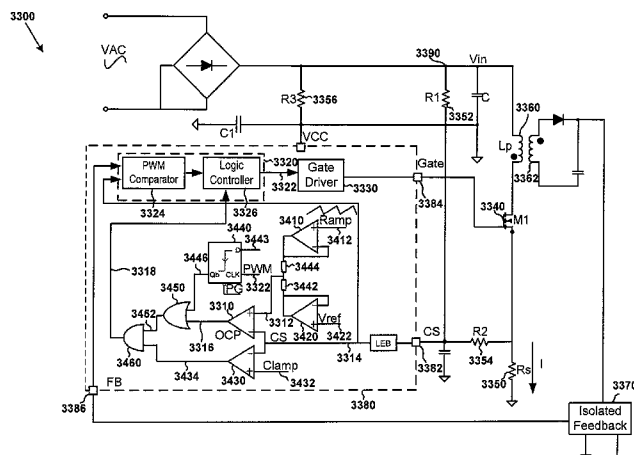 3300
VAC
3390
Vin
R3
3356
R1
3352
C
C1
VCC
Lp
3360
3362
PWM
Comparator
3324
Logic
Controller
3326
3320
3322
Gate
Driver
3330
Gate
3384
3340
M1
3318
3410
Ramp
3412
3440
3443
D
3446
Qb
CLK
PWM
3322
IPG
3444
3442
3450
3310
3312
Vref
3420
3422
3452
OCP
3316
CS
3314
LEB
CS
3382
R2
3354
3460
3434
3430
Clamp
3432
3350
Rs
I
FB
3386
3380
3370
Isolated
Feedback